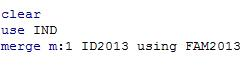 clear
use IND
merge m:1 ID2013 using FAM2013